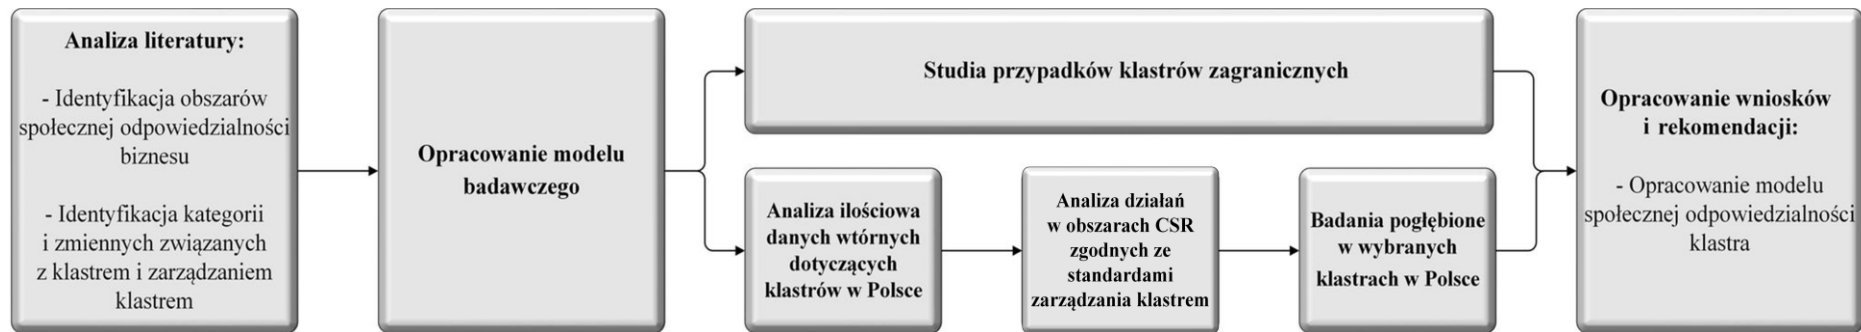 Analiza literatury:
- Identyfikacja obszarów
społecznej odpowiedzialności
biznesu
- Identyfikacja kategorii
i zmiennych związanych
z klastrem i zarządzaniem
klastrem
Opracowanie modelu
badawczego
Studia przypadków klastrów zagranicznych
Analiza ilościowa
danych wtórnych
dotyczących
klastrów w Polsce
Analiza działań
w obszarach CSR
zgodnych ze
standardami
zarządzania klastrem
Badania pogłębione
w wybranych
klastrach w Polsce
Opracowanie wniosków
i rekomendacji:
- Opracowanie modelu
społecznej odpowiedzialności
klastra